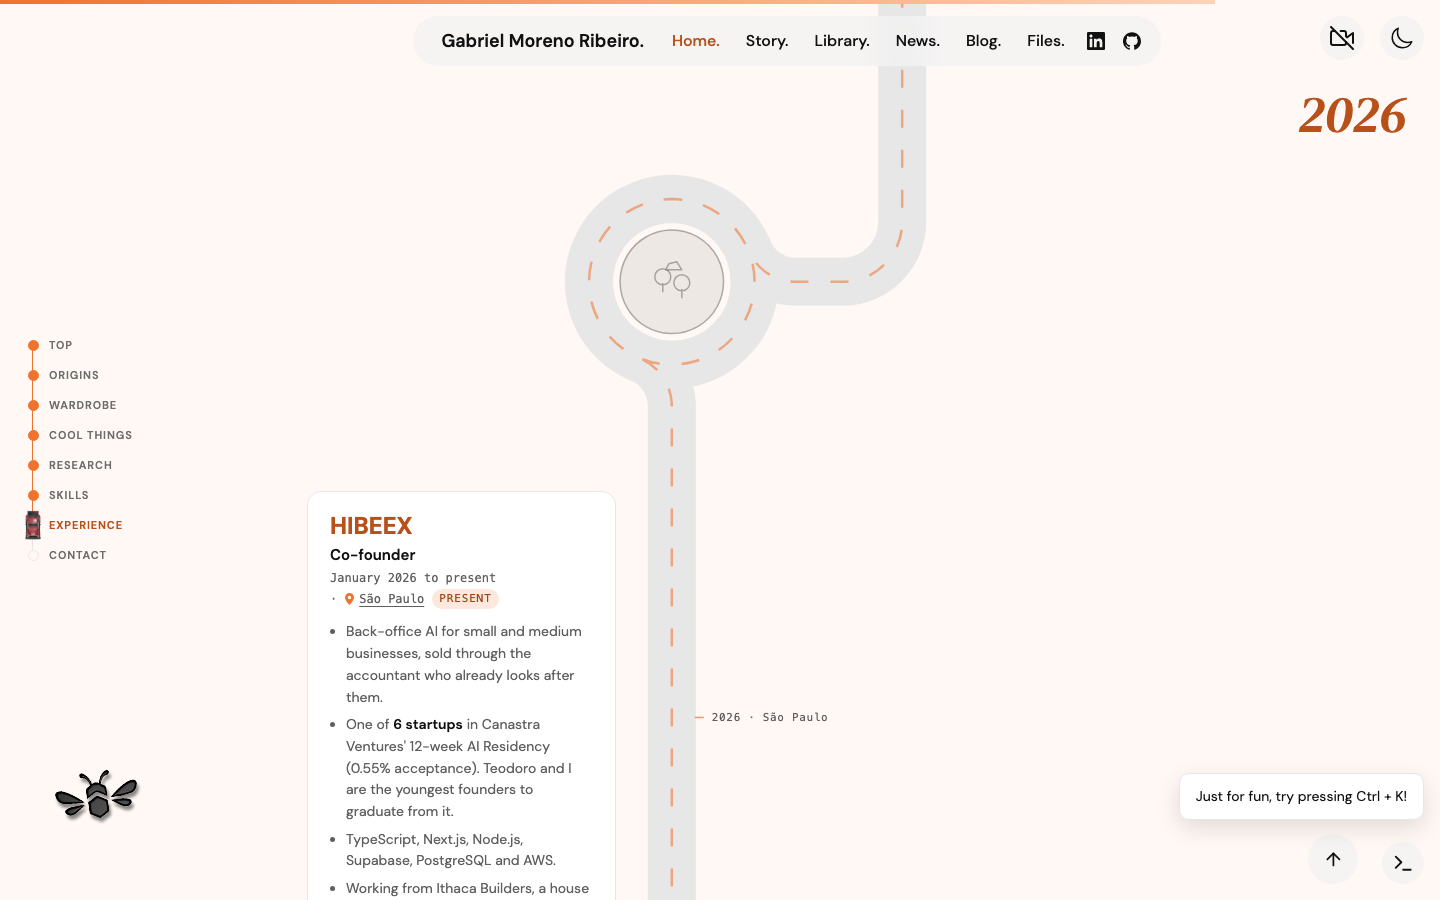 Gabriel Moreno Ribeiro.
Home.
Story.
Library.
News.
Blog.
Files.
2026
TOP
ORIGINS
WARDROBE
COOL THINGS
RESEARCH
SKILLS
EXPERIENCE
CONTACT
HIBEEX
Co-founder
January 2026 to present
· São Paulo PRESENT
• Back-office AI for small and medium
businesses, sold through the
accountant who already looks after
them.
• One of 6 startups in Canastra
Ventures' 12-week AI Residency
(0.55% acceptance). Teodoro and I
are the youngest founders to
graduate from it.
• TypeScript, Next.js, Node.js,
Supabase, PostgreSQL and AWS.
• Working from Ithaca Builders, a house
2026 · São Paulo
Just for fun, try pressing Ctrl + K!